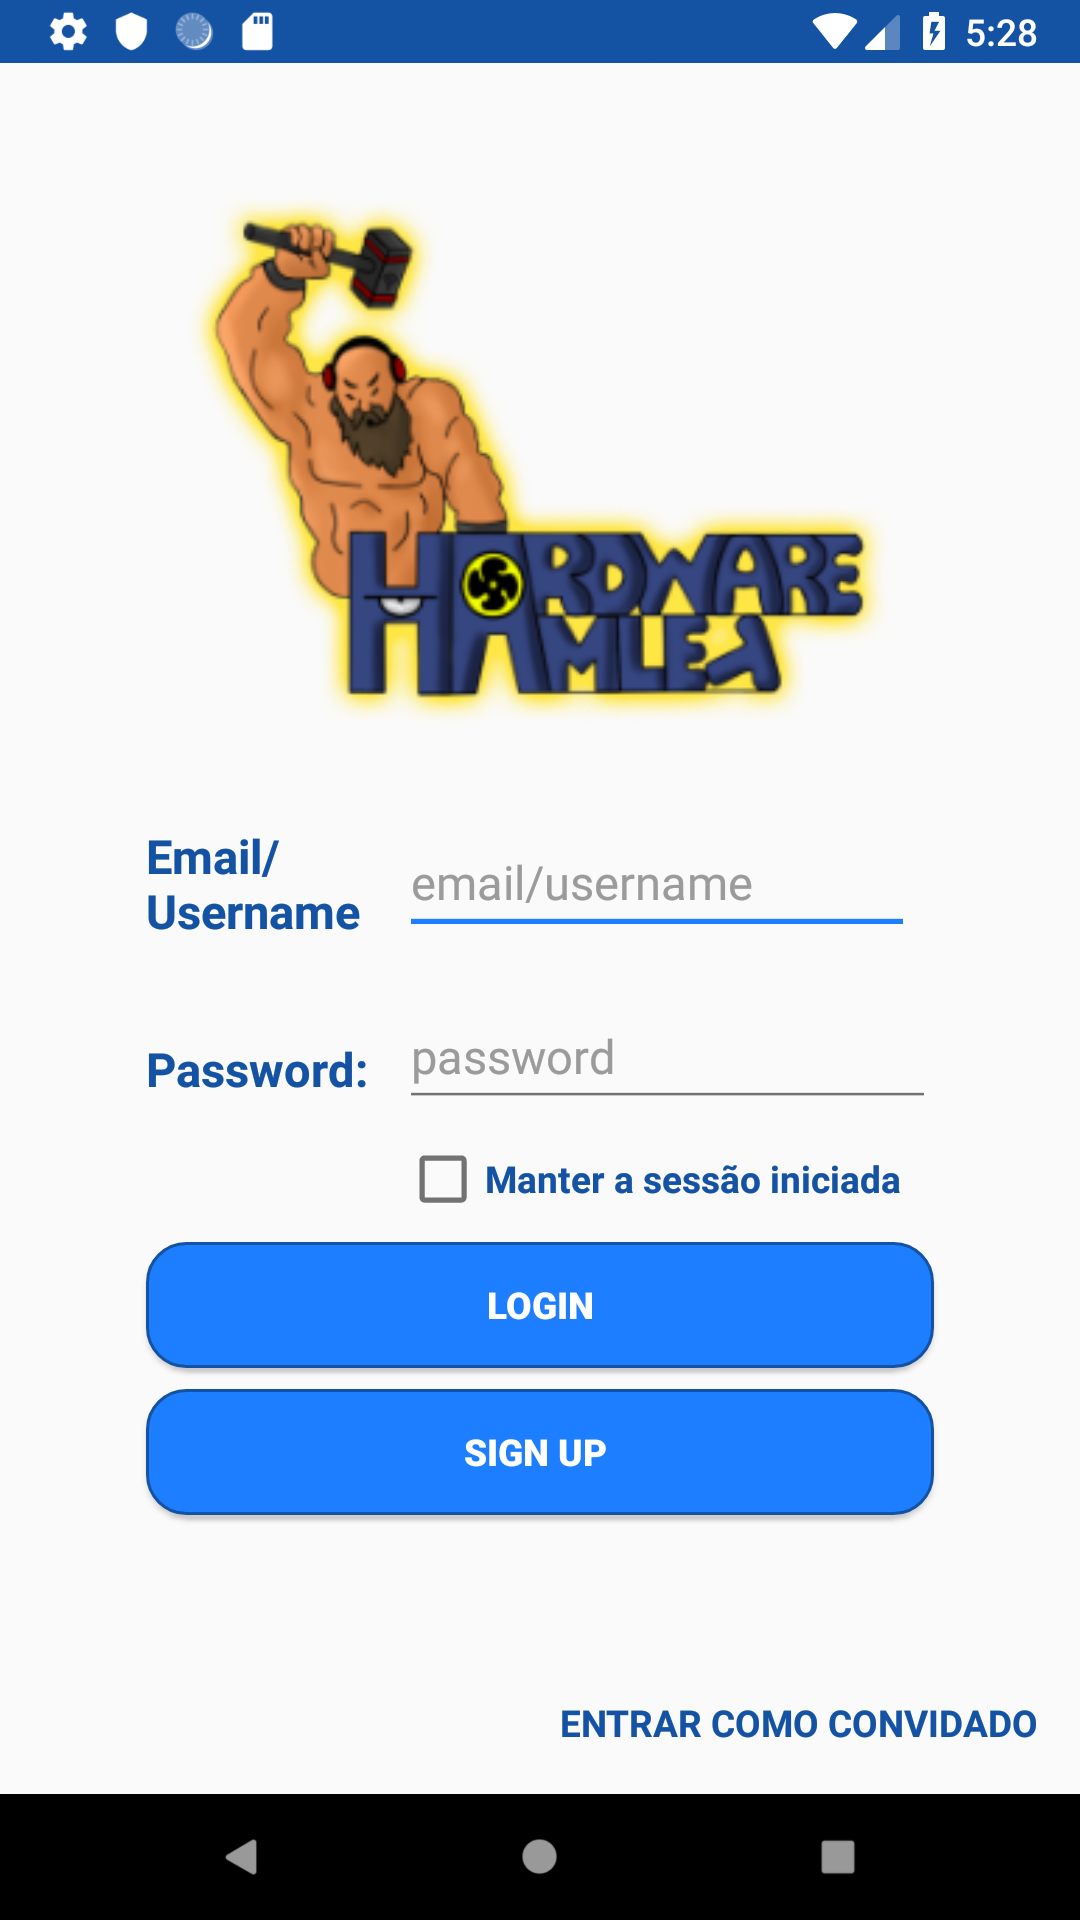 5:28
HARDWARE
HAMLET
Email/
Username
email/username
Password:
password
Manter a sessão iniciada
LOGIN
SIGN UP
ENTRAR COMO CONVIDADO